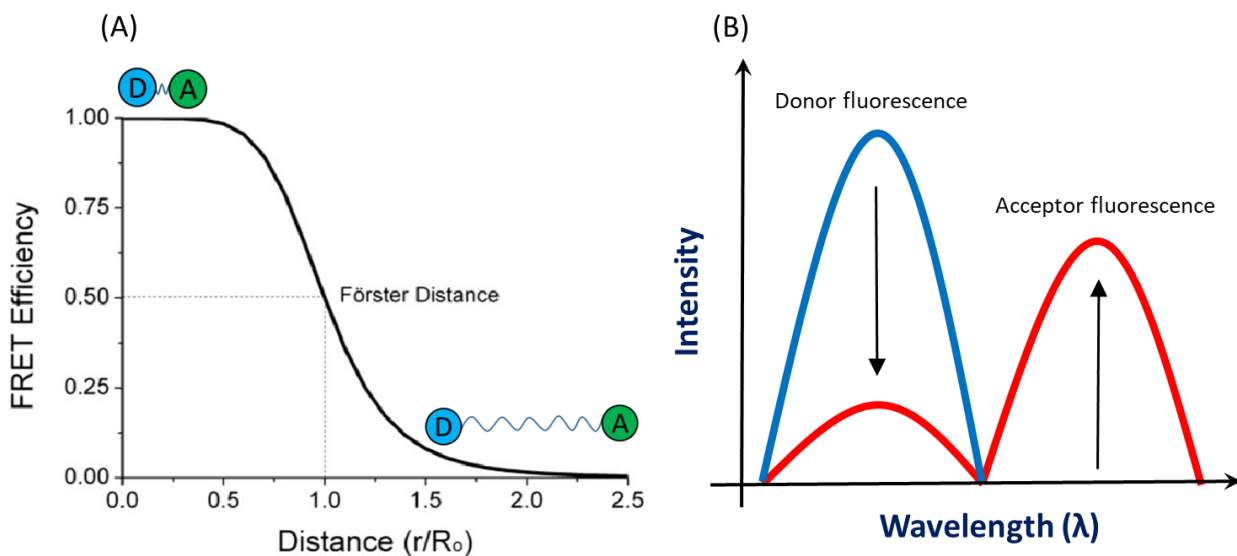 (A)
D A
1.00
0.75
0.50
0.25
0.00
FRET Efficiency
Förster Distance
D A
0.0 0.5 1.0 1.5 2.0 2.5
Distance (r/R₀)
(B)
Donor fluorescence
Acceptor fluorescence
Intensity
Wavelength (λ)